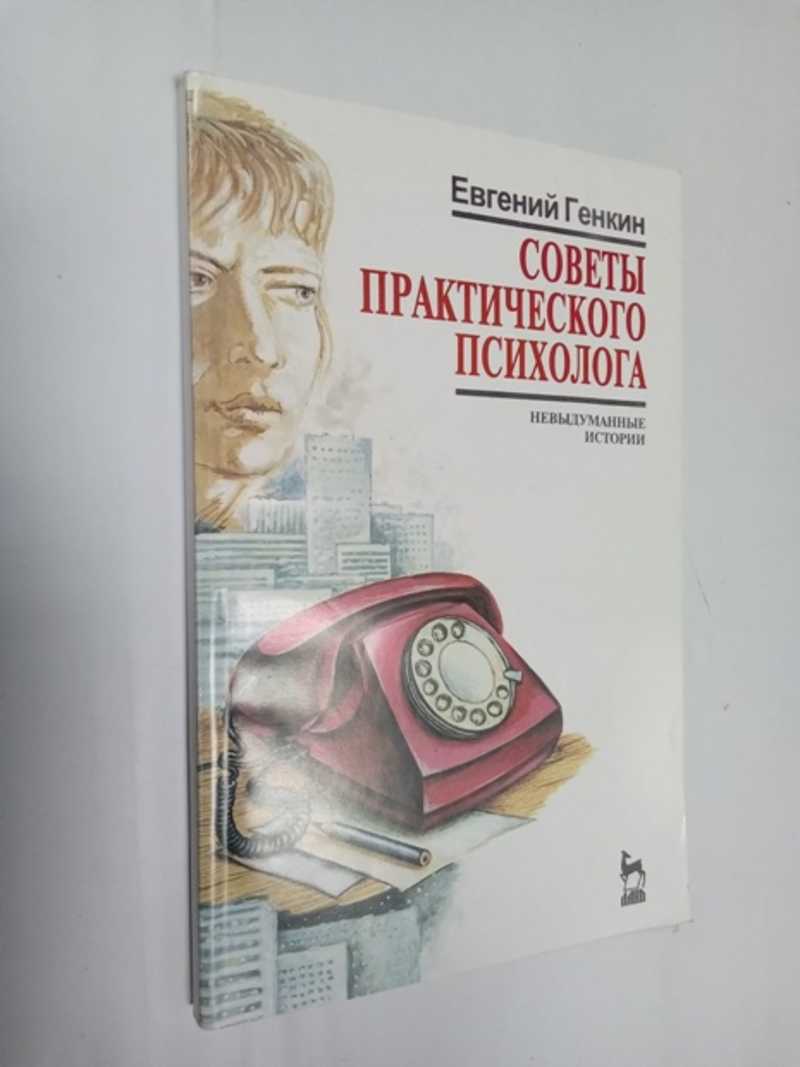 Евгений Генкин
СОВЕТЫ
ПРАКТИЧЕСКОГО
ПСИХОЛОГА
НЕВЫДУМАННЫЕ
ИСТОРИИ